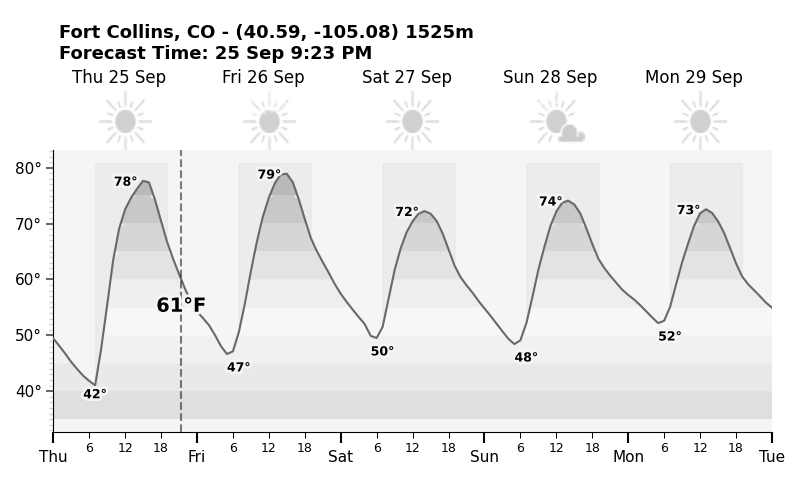 Fort Collins, CO - (40.59, -105.08) 1525m
Forecast Time: 25 Sep 9:23 PM
Thu 25 Sep Fri 26 Sep Sat 27 Sep Sun 28 Sep Mon 29 Sep
80°
70°
60°
50°
40°
78° 79° 72° 74° 73°
61°F
42° 47° 50° 48° 52°
6 12 18 6 12 18 6 12 18 6 12 18 6 12 18
Thu Fri Sat Sun Mon Tue